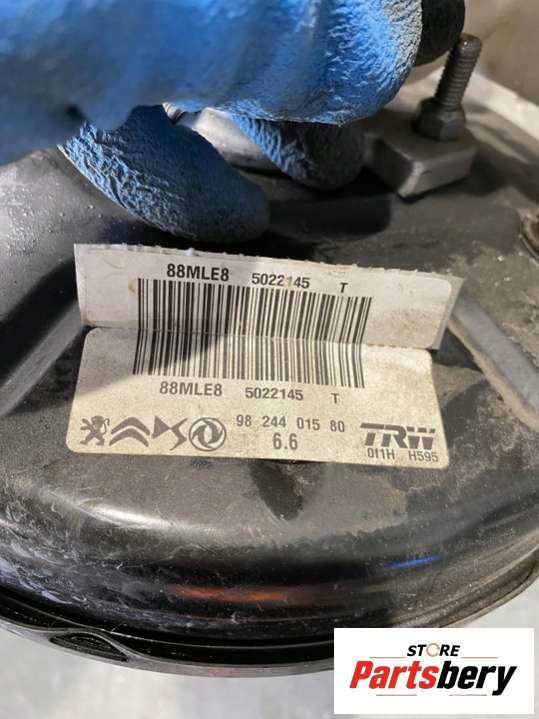 88MLE8 5022145 T
88MLE8 5022145 T
98 244 015 80
6.6
TRW
011H H595
STORE
Partsbery